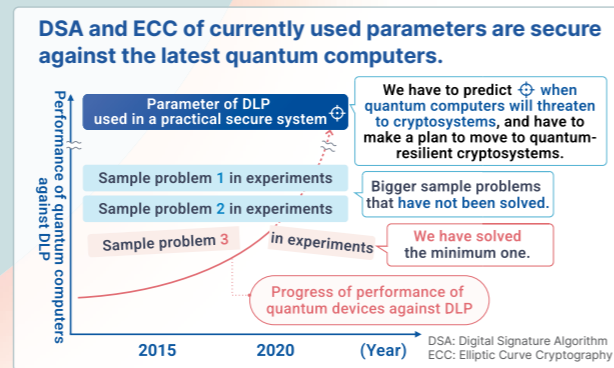 DSA and ECC of currently used parameters are secure
against the latest quantum computers.
Performance of quantum computers
against DLP
Parameter of DLP
used in a practical secure system
We have to predict when
quantum computers will threaten
to cryptosystems, and have to
make a plan to move to quantum-
resilient cryptosystems.
Sample problem 1 in experiments
Sample problem 2 in experiments
Bigger sample problems
that have not been solved.
Sample problem 3 in experiments
We have solved
the minimum one.
Progress of performance of
quantum devices against DLP
2015 2020 (Year)
DSA: Digital Signature Algorithm
ECC: Elliptic Curve Cryptography